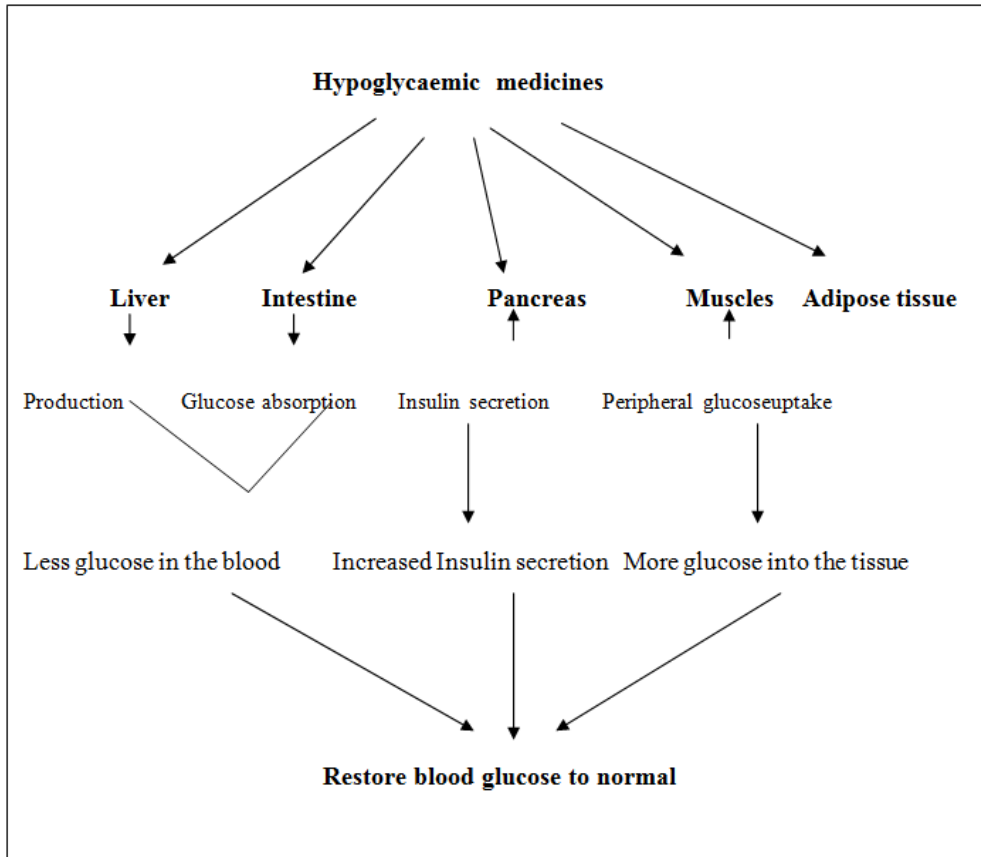 Hypoglycaemic medicines
Liver Intestine Pancreas Muscles Adipose tissue
Production Glucose absorption Insulin secretion Peripheral glucoseuptake
Less glucose in the blood Increased Insulin secretion More glucose into the tissue
Restore blood glucose to normal